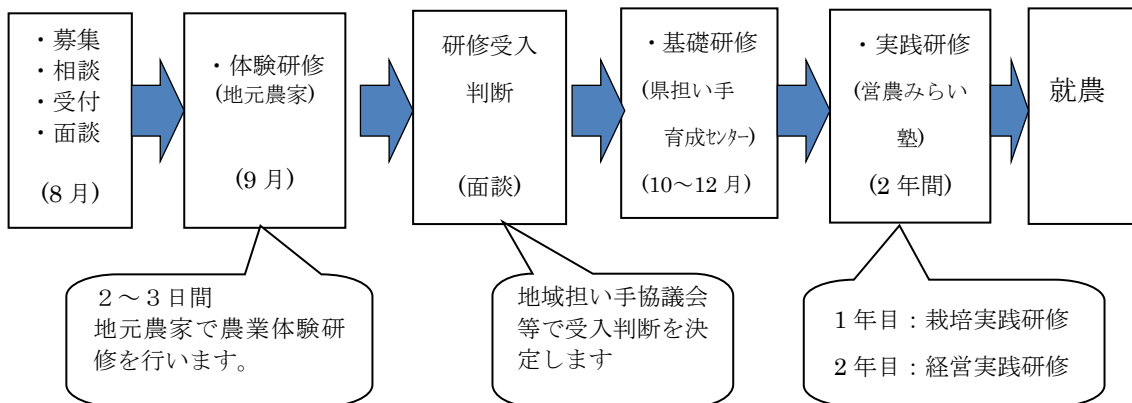 ・募集
・相談
・受付
・面談
(8 月)
・体験研修
(地元農家)
(9 月)
研修受入
判断
(面談)
・基礎研修
(県担い手
育成ｾﾝﾀｰ)
(10～12 月)
・実践研修
(営農みらい
塾)
(2 年間)
就農
２～３日間
地元農家で農業体験研
修を行います。
地域担い手協議会
等で受入判断を決
定します
1 年目：栽培実践研修
2 年目：経営実践研修